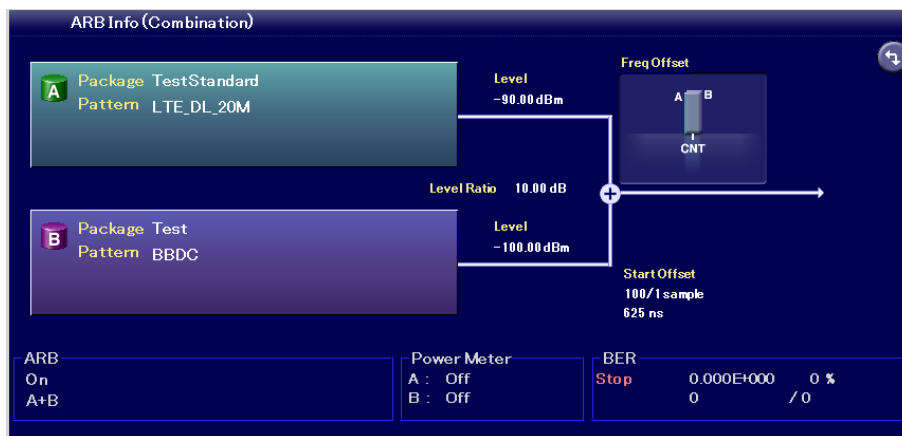 ARB Info (Combination)
A
Package TestStandard
Pattern LTE_DL_20M
Level
-90.00 dBm
Freq Offset
A B
CNT
Level Ratio 10.00 dB
B
Package Test
Pattern BBDC
Level
-100.00 dBm
Start Offset
100/1 sample
625 ns
ARB
On
A+B
Power Meter
A : Off
B : Off
BER
Stop 0.000E+000 0 %
0 / 0